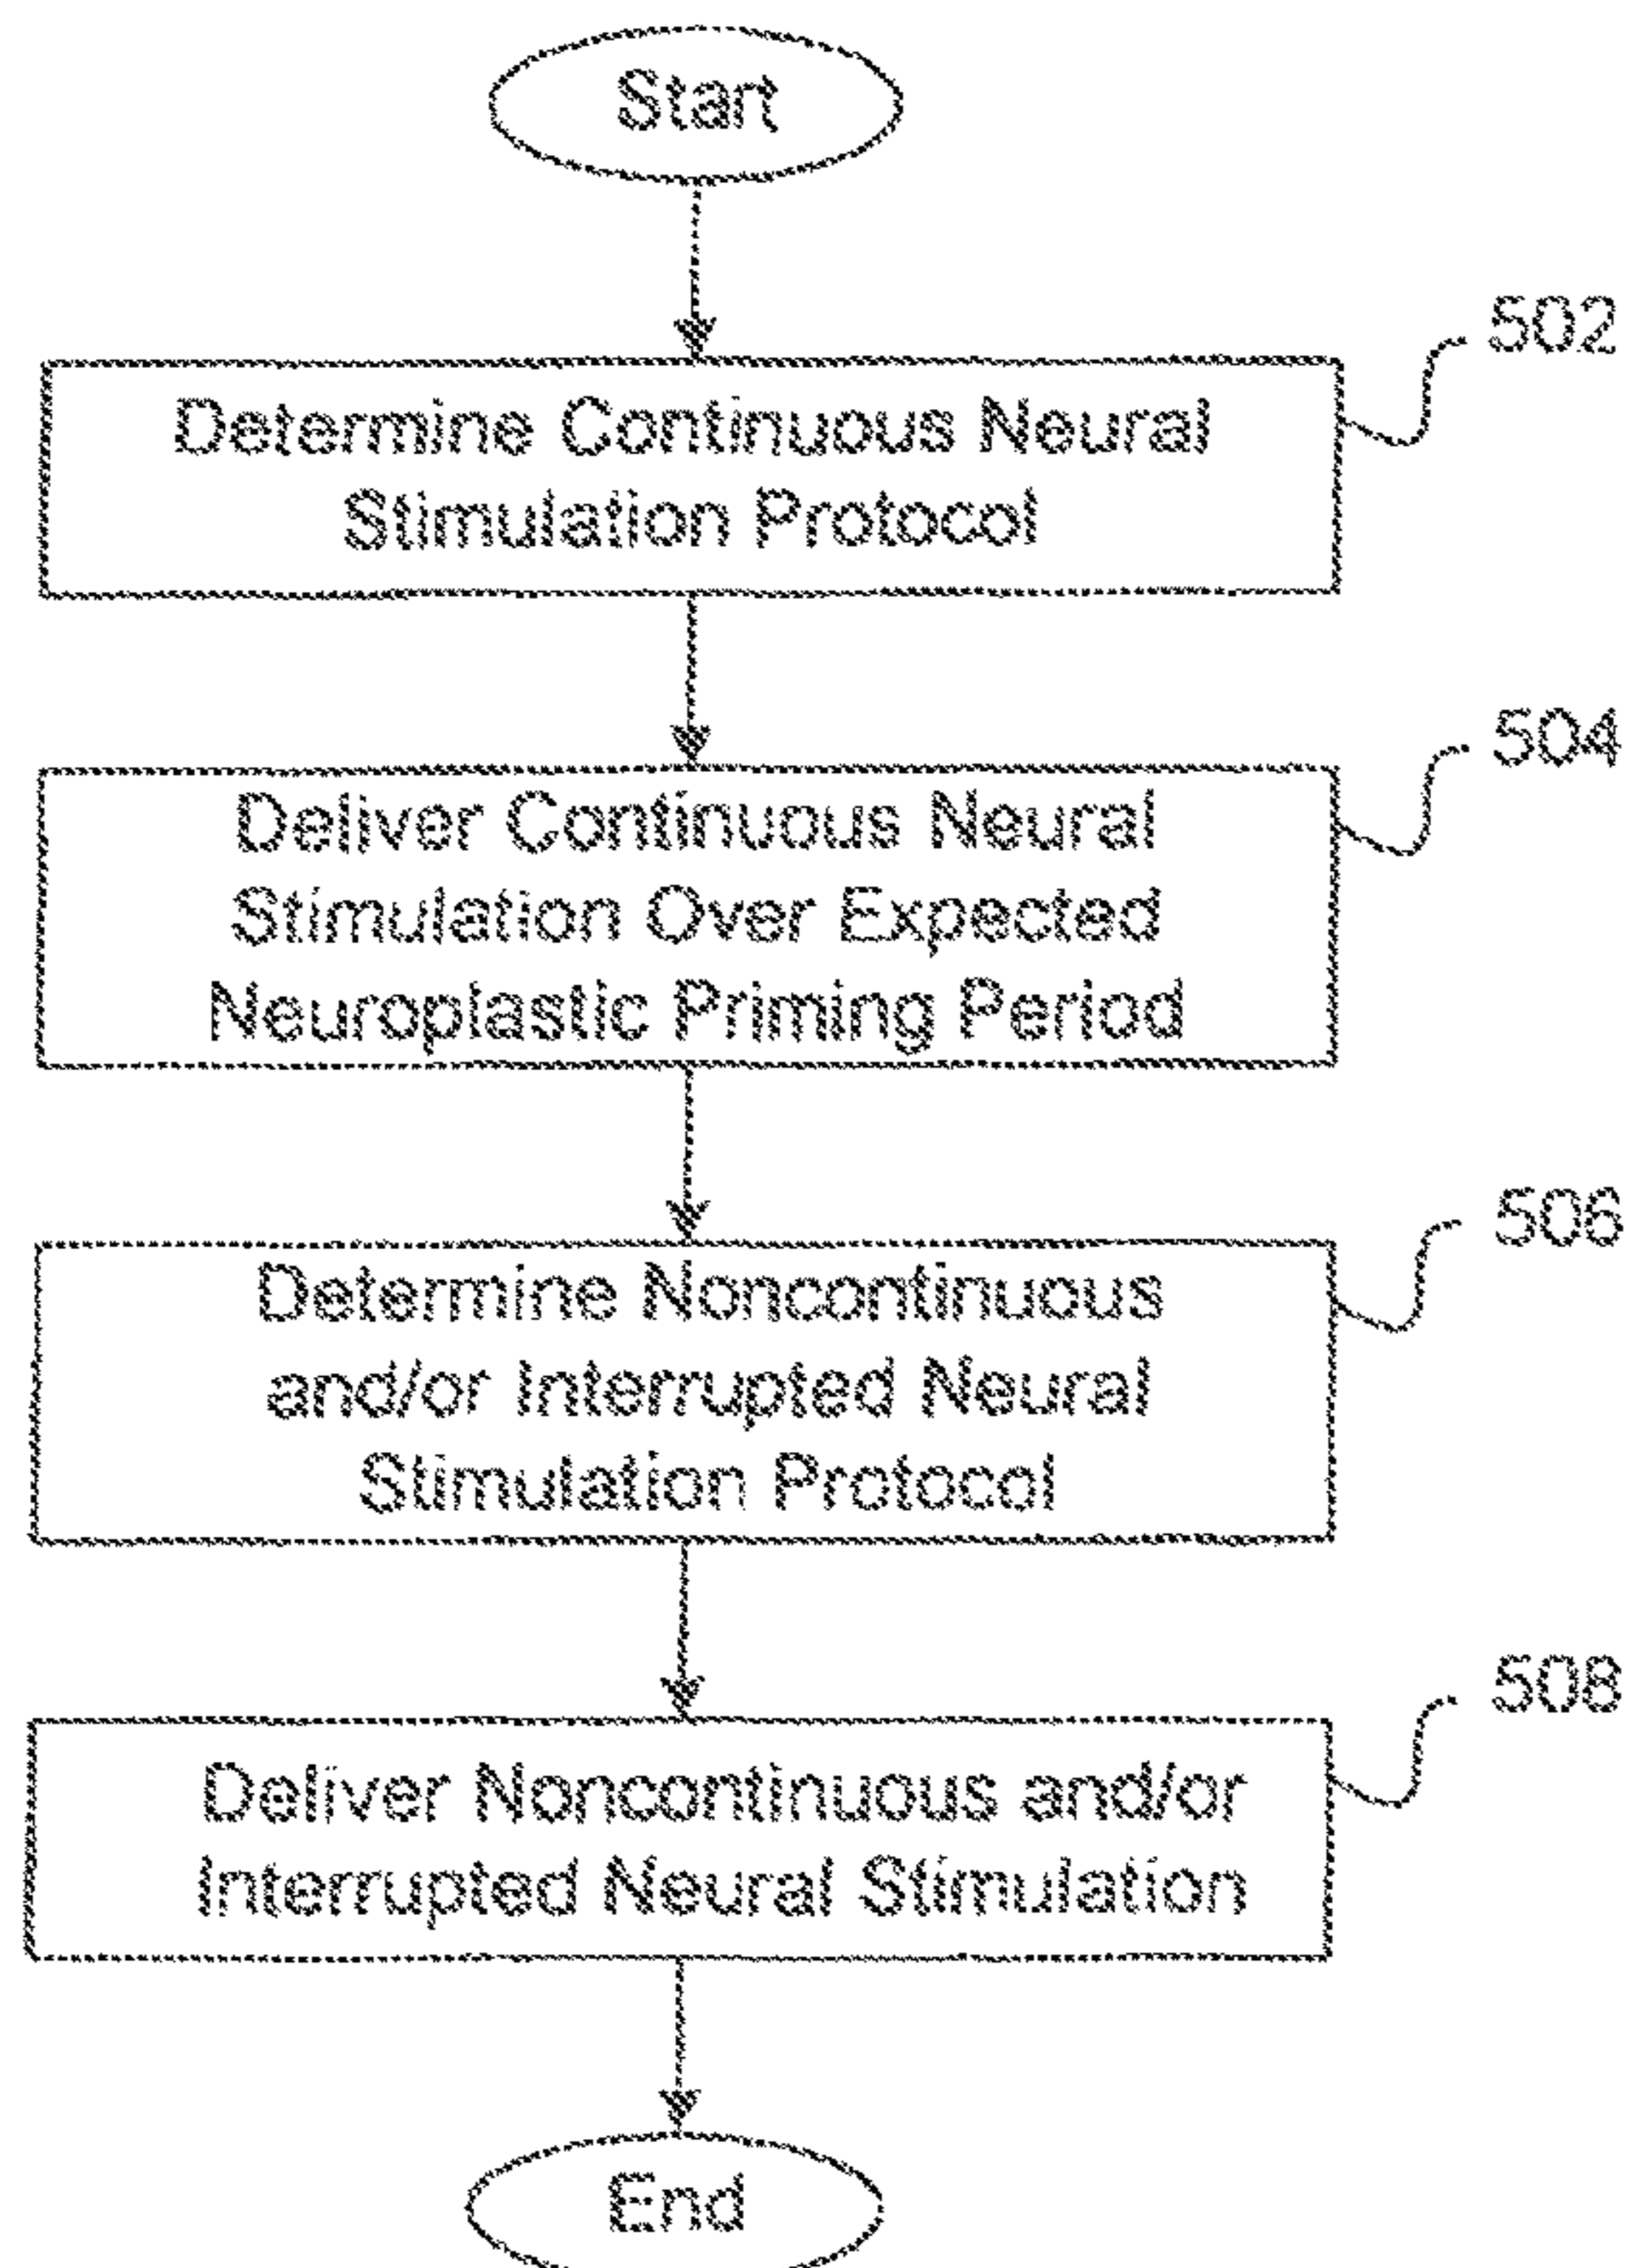 Start
502
Determine Continuous Neural
Stimulation Protocol
504
Deliver Continuous Neural
Stimulation Over Expected
Neuroplastic Priming Period
506
Determine Noncontinuous
and/or Interrupted Neural
Stimulation Protocol
508
Deliver Noncontinuous and/or
Interrupted Neural Stimulation
End